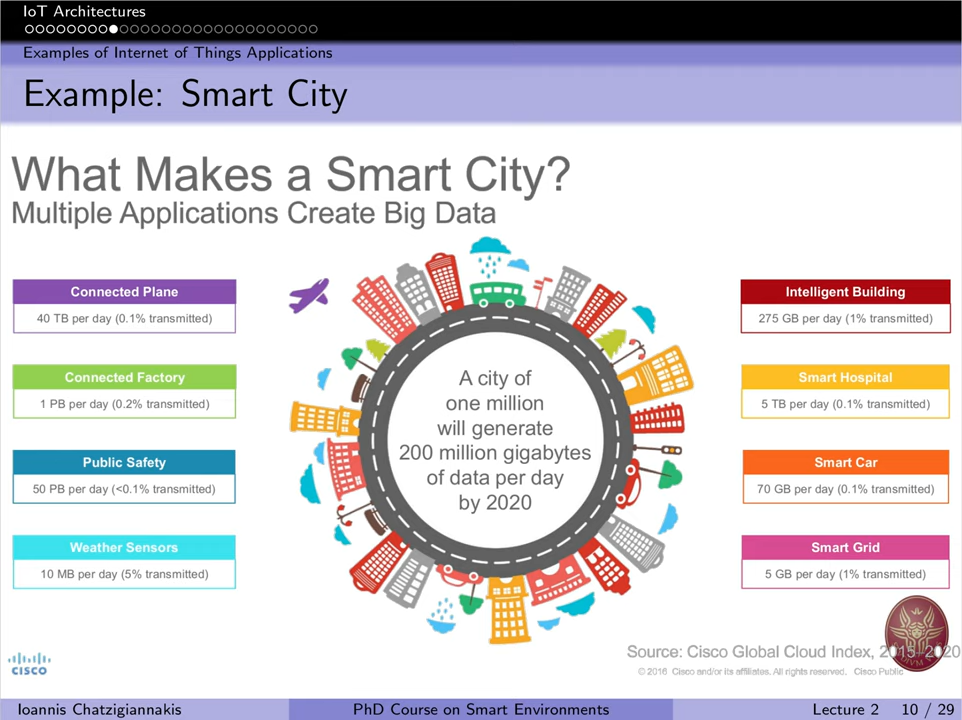 IoT Architectures
Examples of Internet of Things Applications
Example: Smart City
What Makes a Smart City?
Multiple Applications Create Big Data
Connected Plane
40 TB per day (0.1% transmitted)
Connected Factory
1 PB per day (0.2% transmitted)
Public Safety
50 PB per day (<0.1% transmitted)
Weather Sensors
10 MB per day (5% transmitted)
A city of
one million
will generate
200 million gigabytes
of data per day
by 2020
Intelligent Building
275 GB per day (1% transmitted)
Smart Hospital
5 TB per day (0.1% transmitted)
Smart Car
70 GB per day (0.1% transmitted)
Smart Grid
5 GB per day (1% transmitted)
Source: Cisco Global Cloud Index, 2015–2020
© 2016 Cisco and/or its affiliates. All rights reserved. Cisco Public
CISCO
Ioannis Chatzigiannakis PhD Course on Smart Environments Lecture 2 10 / 29